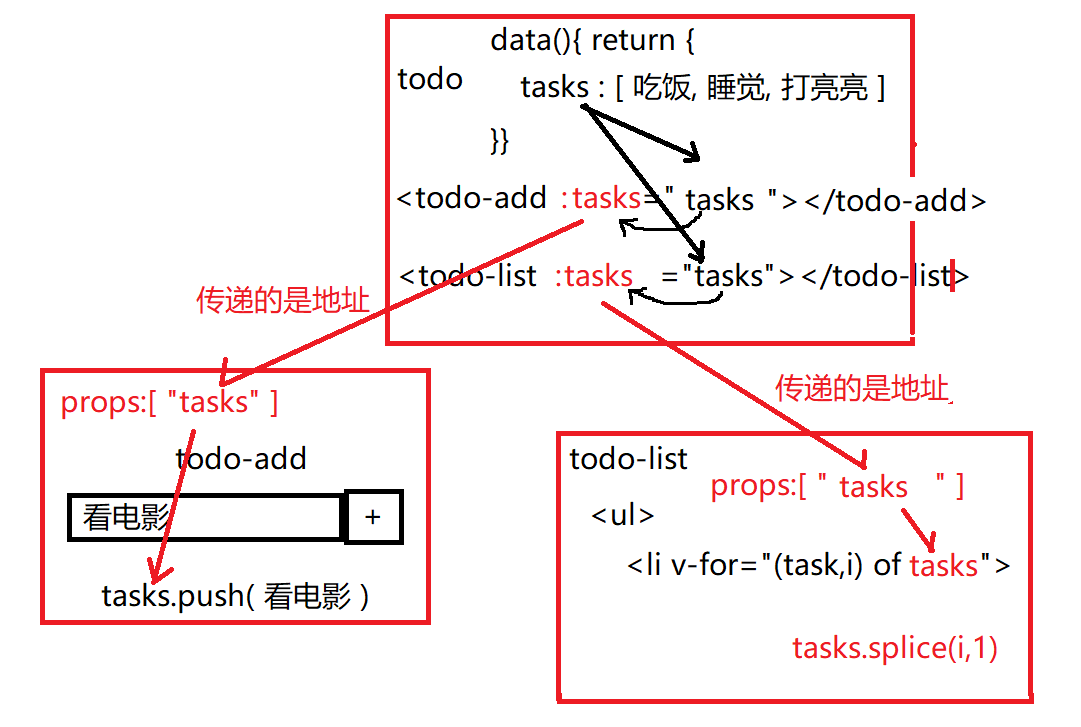 data(){ return {
todo
tasks : [ 吃饭, 睡觉, 打亮亮 ]
}}
<todo-add :tasks=" tasks "></todo-add>
<todo-list :tasks ="tasks"></todo-list>
传递的是地址
传递的是地址
props:[ "tasks" ]
todo-add
看电影 +
tasks.push( 看电影 )
todo-list
props:[ " tasks " ]
<ul>
<li v-for="(task,i) of tasks">
tasks.splice(i,1)